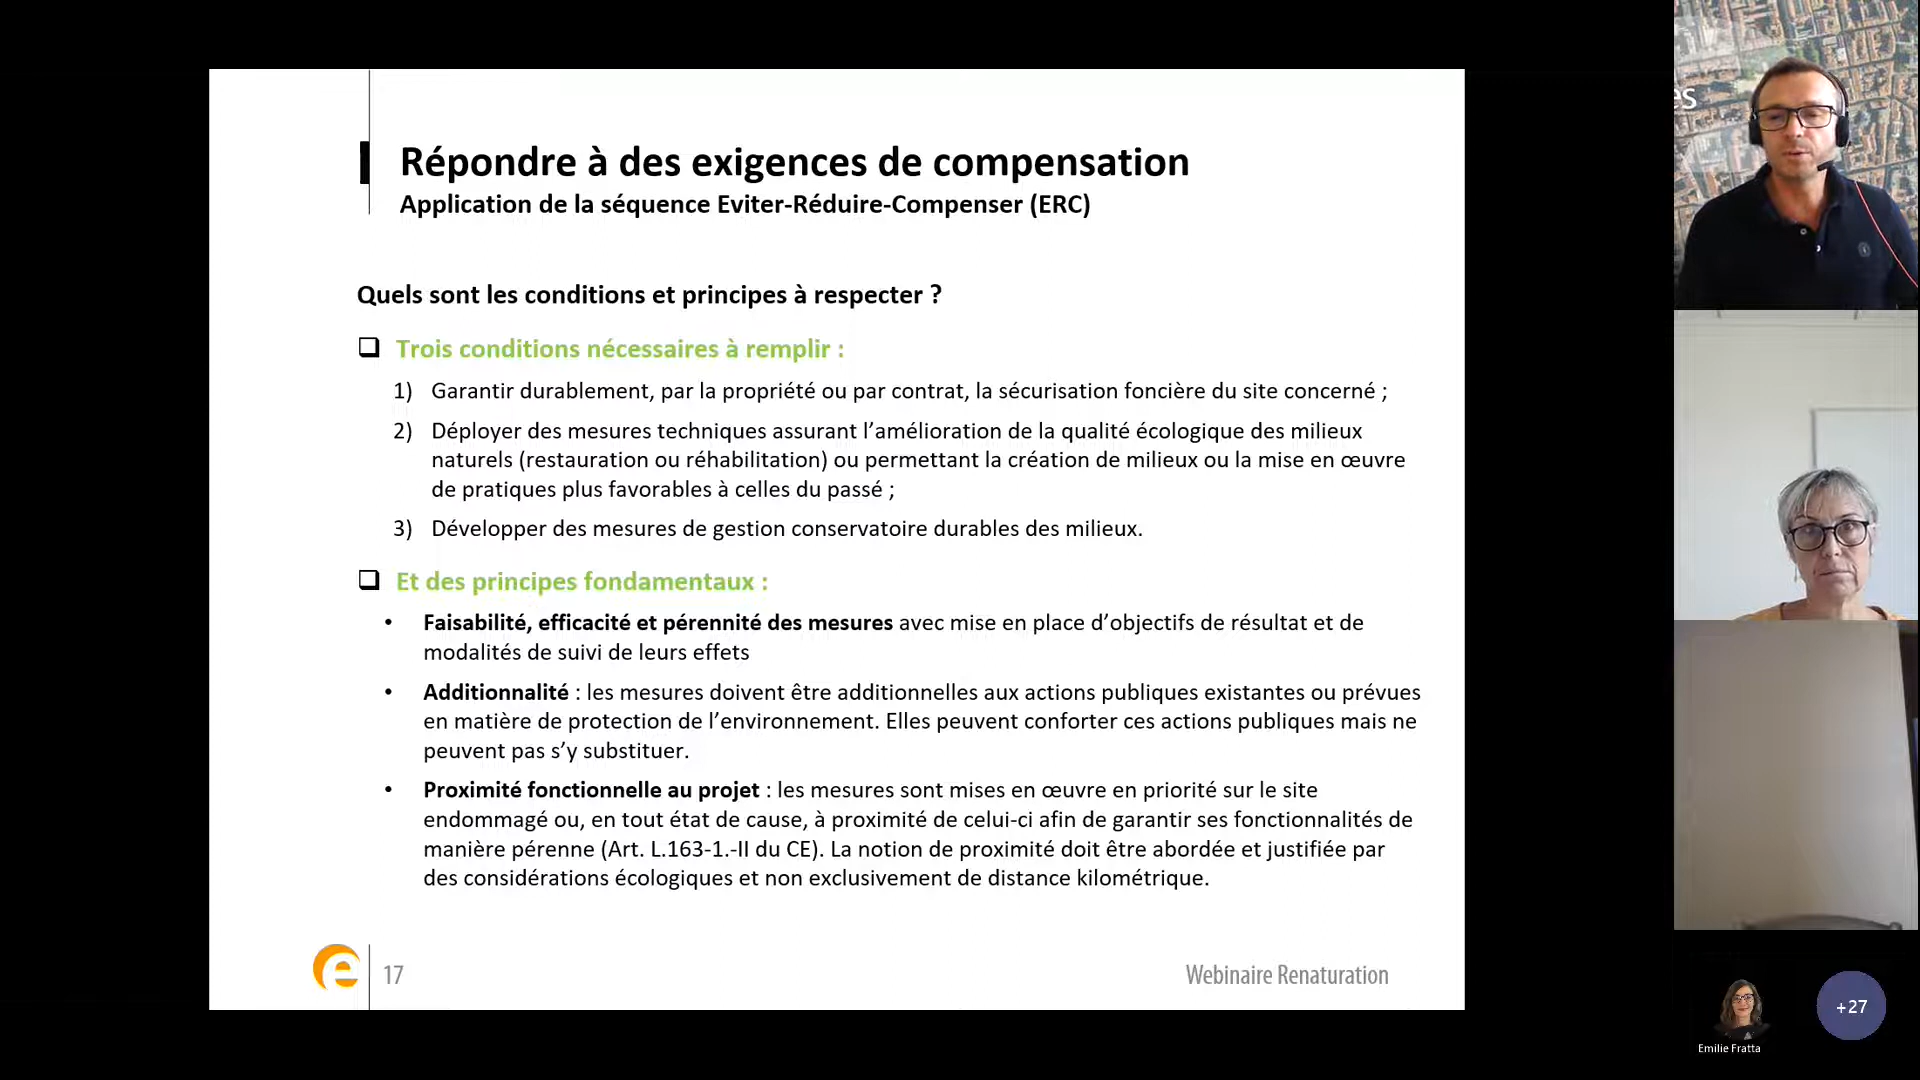 Répondre à des exigences de compensation
Application de la séquence Eviter-Réduire-Compenser (ERC)
Quels sont les conditions et principes à respecter ?
Trois conditions nécessaires à remplir :
1) Garantir durablement, par la propriété ou par contrat, la sécurisation foncière du site concerné ;
2) Déployer des mesures techniques assurant l’amélioration de la qualité écologique des milieux
naturels (restauration ou réhabilitation) ou permettant la création de milieux ou la mise en œuvre
de pratiques plus favorables à celles du passé ;
3) Développer des mesures de gestion conservatoire durables des milieux.
Et des principes fondamentaux :
• Faisabilité, efficacité et pérennité des mesures avec mise en place d’objectifs de résultat et de
modalités de suivi de leurs effets
• Additionnalité : les mesures doivent être additionnelles aux actions publiques existantes ou prévues
en matière de protection de l’environnement. Elles peuvent conforter ces actions publiques mais ne
peuvent pas s’y substituer.
• Proximité fonctionnelle au projet : les mesures sont mises en œuvre en priorité sur le site
endommagé ou, en tout état de cause, à proximité de celui-ci afin de garantir ses fonctionnalités de
manière pérenne (Art. L.163-1.-II du CE). La notion de proximité doit être abordée et justifiée par
des considérations écologiques et non exclusivement de distance kilométrique.
e
17
Webinaire Renaturation
es
+27
Emilie Fratta